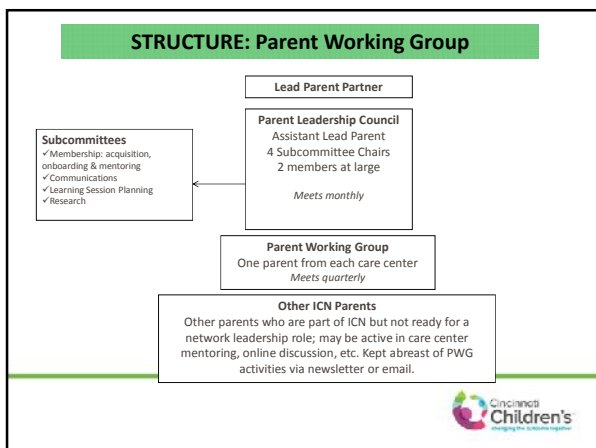 STRUCTURE: Parent Working Group
Lead Parent Partner
Parent Leadership Council
Assistant Lead Parent
4 Subcommittee Chairs
2 members at large
Meets monthly
Subcommittees
✓Membership: acquisition,
onboarding & mentoring
✓Communications
✓Learning Session Planning
✓Research
Parent Working Group
One parent from each care center
Meets quarterly
Other ICN Parents
Other parents who are part of ICN but not ready for a
network leadership role; may be active in care center
mentoring, online discussion, etc. Kept abreast of PWG
activities via newsletter or email.
Cincinnati
Children's
changing the outcome together